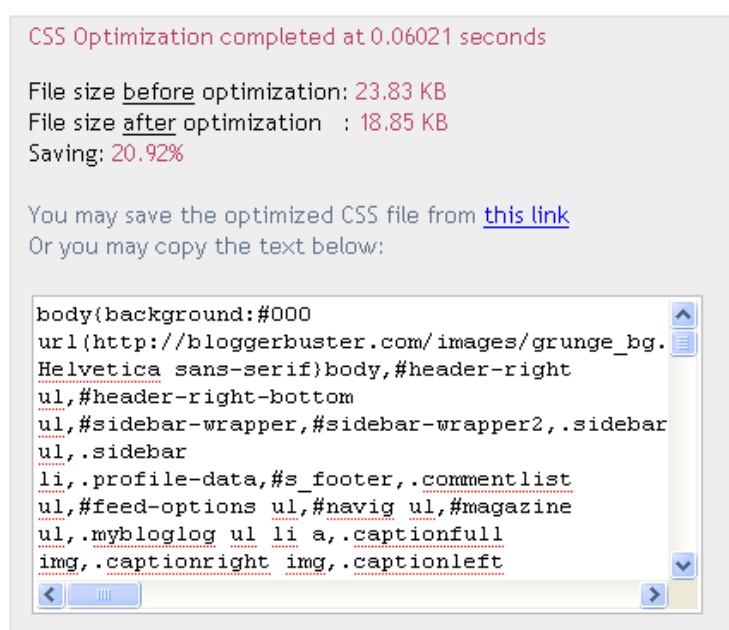 CSS Optimization completed at 0.06021 seconds
File size before optimization: 23.83 KB
File size after optimization : 18.85 KB
Saving: 20.92%
You may save the optimized CSS file from this link
Or you may copy the text below:
body{background:#000
url(http://bloggerbuster.com/images/grunge_bg.
Helvetica sans-serif}body,#header-right
ul,#header-right-bottom
ul,#sidebar-wrapper,#sidebar-wrapper2,.sidebar
ul,.sidebar
li,.profile-data,#s_footer,.commentlist
ul,#feed-options ul,#navig ul,#magazine
ul,.mybloglog ul li a,.captionfull
img,.captionright img,.captionleft